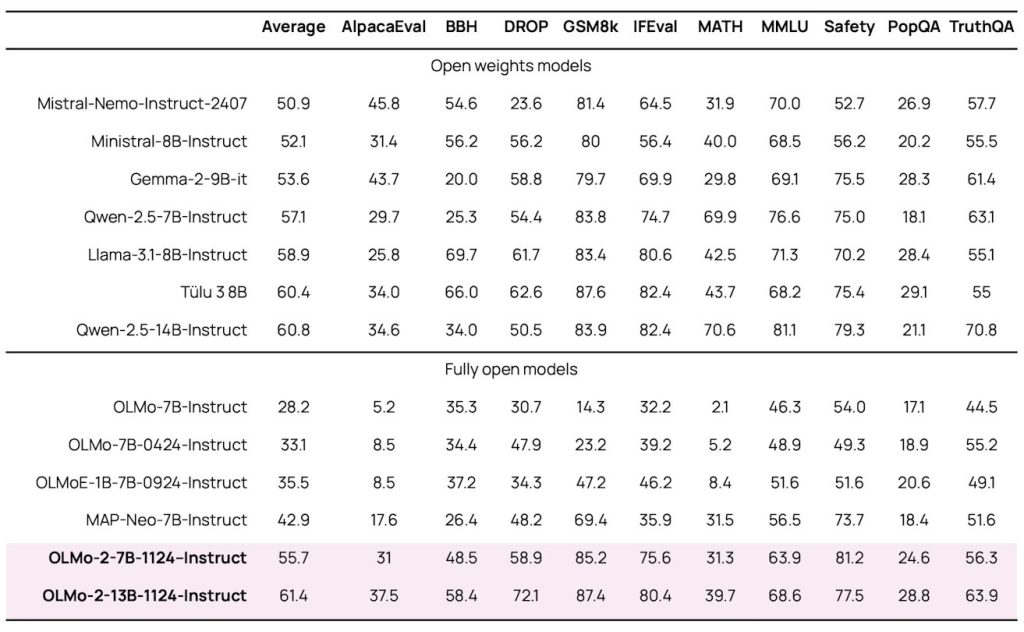 Average AlpacaEval BBH DROP GSM8k IFEval MATH MMLU Safety PopQA TruthQA
Open weights models
Mistral-Nemo-Instruct-2407 50.9 45.8 54.6 23.6 81.4 64.5 31.9 70.0 52.7 26.9 57.7
Ministral-8B-Instruct 52.1 31.4 56.2 56.2 80 56.4 40.0 68.5 56.2 20.2 55.5
Gemma-2-9B-it 53.6 43.7 20.0 58.8 79.7 69.9 29.8 69.1 75.5 28.3 61.4
Qwen-2.5-7B-Instruct 57.1 29.7 25.3 54.4 83.8 74.7 69.9 76.6 75.0 18.1 63.1
Llama-3.1-8B-Instruct 58.9 25.8 69.7 61.7 83.4 80.6 42.5 71.3 70.2 28.4 55.1
Tülu 3 8B 60.4 34.0 66.0 62.6 87.6 82.4 43.7 68.2 75.4 29.1 55
Qwen-2.5-14B-Instruct 60.8 34.6 34.0 50.5 83.9 82.4 70.6 81.1 79.3 21.1 70.8
Fully open models
OLMo-7B-Instruct 28.2 5.2 35.3 30.7 14.3 32.2 2.1 46.3 54.0 17.1 44.5
OLMo-7B-0424-Instruct 33.1 8.5 34.4 47.9 23.2 39.2 5.2 48.9 49.3 18.9 55.2
OLMoE-1B-7B-0924-Instruct 35.5 8.5 37.2 34.3 47.2 46.2 8.4 51.6 51.6 20.6 49.1
MAP-Neo-7B-Instruct 42.9 17.6 26.4 48.2 69.4 35.9 31.5 56.5 73.7 18.4 51.6
OLMo-2-7B-1124–Instruct 55.7 31 48.5 58.9 85.2 75.6 31.3 63.9 81.2 24.6 56.3
OLMo-2-13B-1124-Instruct 61.4 37.5 58.4 72.1 87.4 80.4 39.7 68.6 77.5 28.8 63.9